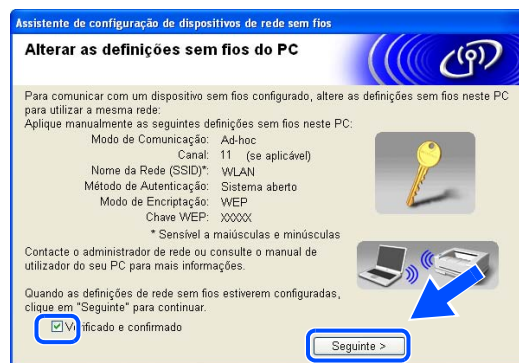 Assistente de configuração de dispositivos de rede sem fios
Alterar as definições sem fios do PC
Para comunicar com um dispositivo sem fios configurado, altere as definições sem fios neste PC
para utilizar a mesma rede:
Aplique manualmente as seguintes definições sem fios neste PC:
Modo de Comunicação: Ad-hoc
Canal: 11 (se aplicável)
Nome da Rede (SSID)*: WLAN
Método de Autenticação: Sistema aberto
Modo de Encriptação: WEP
Chave WEP: XXXXX
* Sensível a maiúsculas e minúsculas
Contacte o administrador de rede ou consulte o manual de
utilizador do seu PC para mais informações.
Quando as definições de rede sem fios estiverem configuradas,
clique em "Seguinte" para continuar.
Verificado e confirmado
Seguinte >